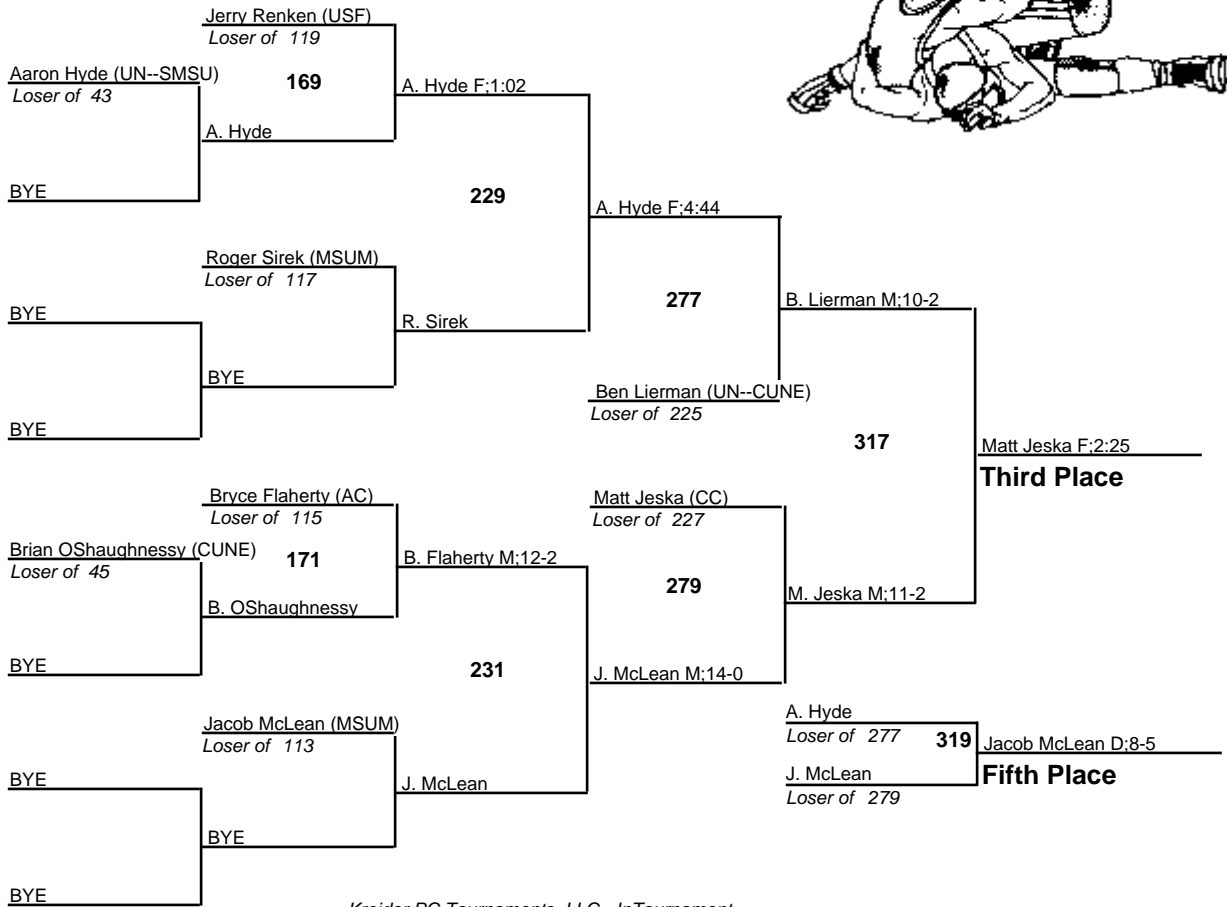 Jerry Renken (USF)
Loser of 119
Aaron Hyde (UN--SMSU)
Loser of 43
169
A. Hyde F;1:02
A. Hyde
BYE
229
A. Hyde F;4:44
Roger Sirek (MSUM)
Loser of 117
277
B. Lierman M;10-2
BYE
R. Sirek
BYE
Ben Lierman (UN--CUNE)
Loser of 225
BYE
317
Matt Jeska F;2:25
Third Place
Bryce Flaherty (AC)
Loser of 115
Matt Jeska (CC)
Loser of 227
Brian OShaughnessy (CUNE)
Loser of 45
171
B. Flaherty M;12-2
279
M. Jeska M;11-2
B. OShaughnessy
BYE
231
J. McLean M;14-0
Jacob McLean (MSUM)
Loser of 113
A. Hyde
Loser of 277
319
Jacob McLean D;8-5
Fifth Place
BYE
J. McLean
J. McLean
Loser of 279
BYE
BYE